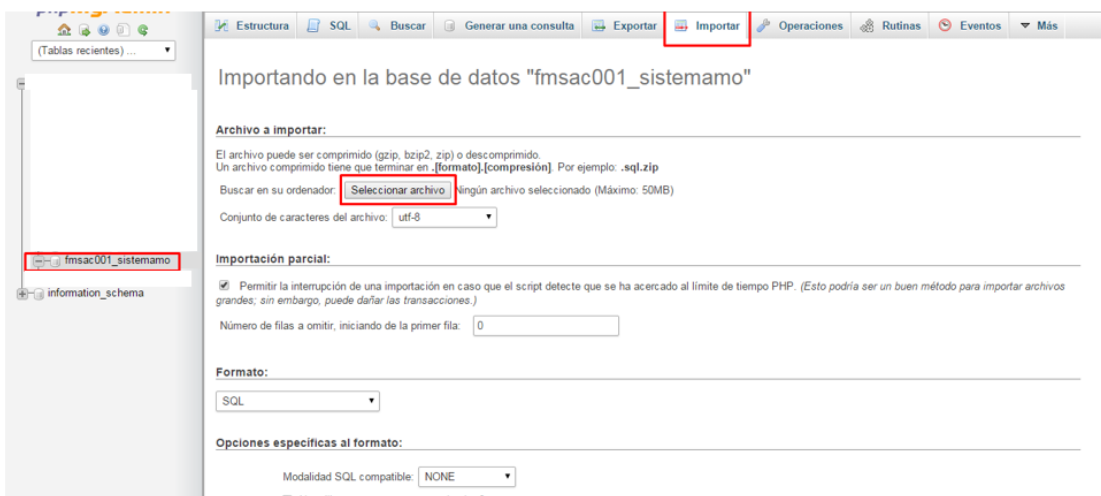 (Tablas recientes) ...
fmsac001_sistemamo
information_schema
Estructura SQL Buscar Generar una consulta Exportar Importar Operaciones Rutinas Eventos Más
Importando en la base de datos "fmsac001_sistemamo"
Archivo a importar:
El archivo puede ser comprimido (gzip, bzip2, zip) o descomprimido.
Un archivo comprimido tiene que terminar en .[formato].[compresión]. Por ejemplo: .sql.zip
Buscar en su ordenador: Seleccionar archivo Ningún archivo seleccionado (Máximo: 50MB)
Conjunto de caracteres del archivo: utf-8
Importación parcial:
Permitir la interrupción de una importación en caso que el script detecte que se ha acercado al límite de tiempo PHP. (Esto podría ser un buen método para importar archivos
grandes; sin embargo, puede dañar las transacciones.)
Número de filas a omitir, iniciando de la primer fila: 0
Formato:
SQL
Opciones específicas al formato:
Modalidad SQL compatible: NONE